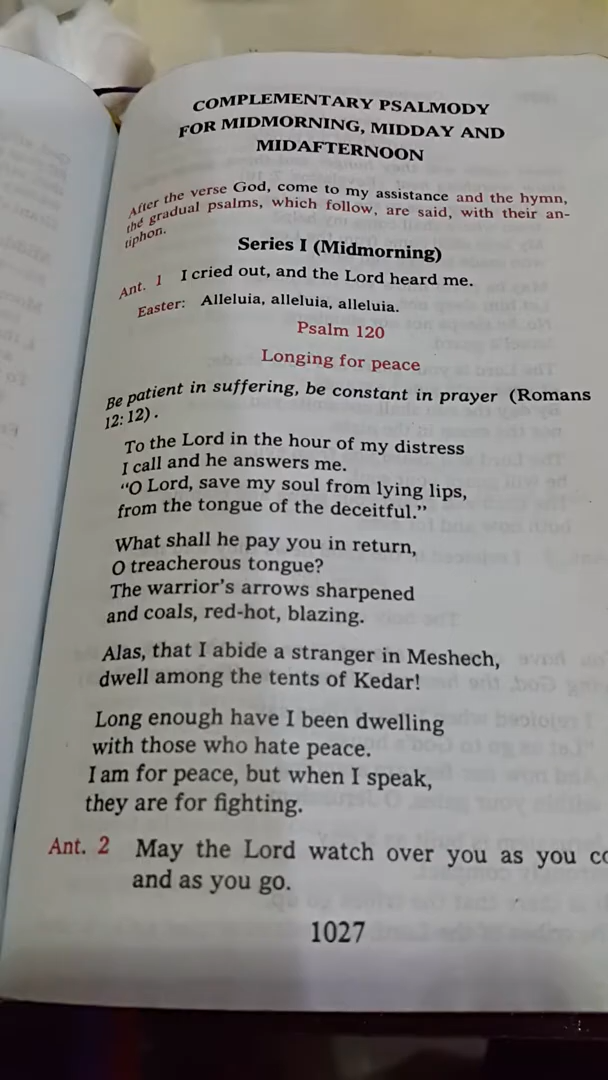 COMPLEMENTARY PSALMODY
FOR MIDMORNING, MIDDAY AND
MIDAFTERNOON
After the verse God, come to my assistance and the hymn,
the gradual psalms, which follow, are said, with their an-
tiphon.
Series I (Midmorning)
Ant. 1 I cried out, and the Lord heard me.
Easter: Alleluia, alleluia, alleluia.
Psalm 120
Longing for peace
Be patient in suffering, be constant in prayer (Romans
12:12).
To the Lord in the hour of my distress
I call and he answers me.
“O Lord, save my soul from lying lips,
from the tongue of the deceitful.”
What shall he pay you in return,
O treacherous tongue?
The warrior’s arrows sharpened
and coals, red-hot, blazing.
Alas, that I abide a stranger in Meshech,
dwell among the tents of Kedar!
Long enough have I been dwelling
with those who hate peace.
I am for peace, but when I speak,
they are for fighting.
Ant. 2 May the Lord watch over you as you
and as you go.
1027